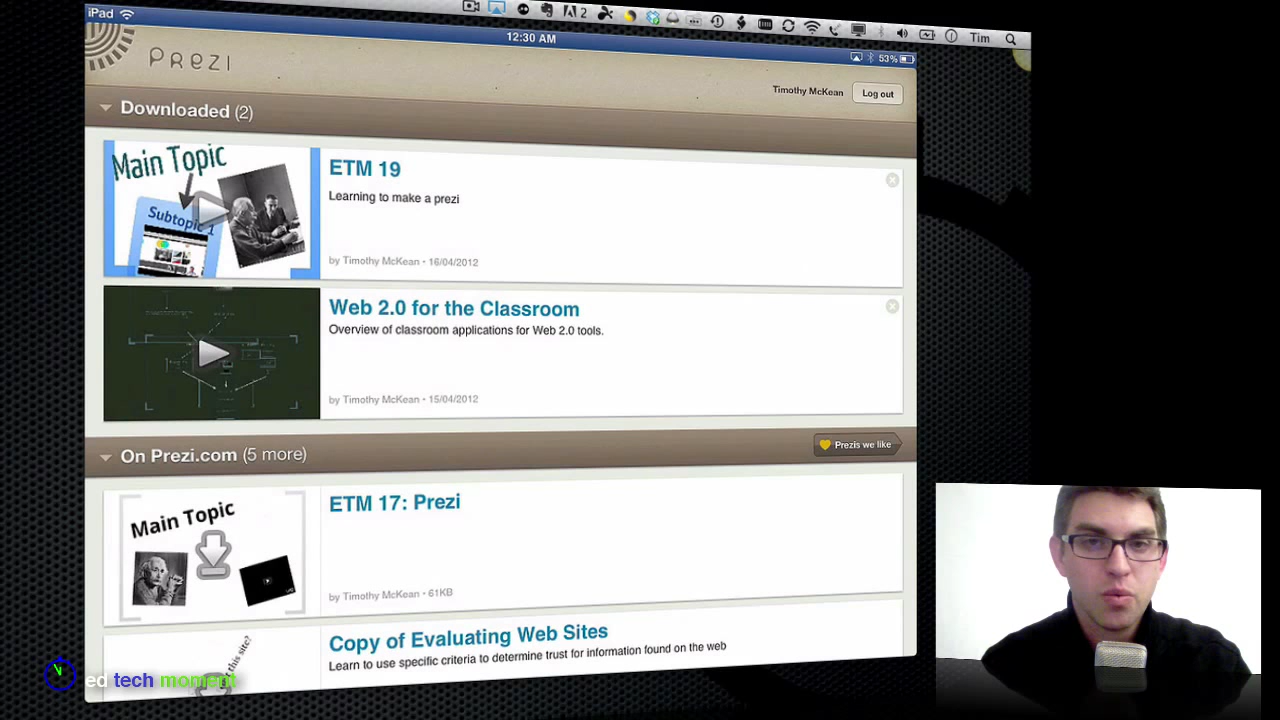 Tim
iPad
12:30 AM
53%
PREZI
Timothy McKean
Log out
Downloaded (2)
Main Topic
Subtopic 1
ETM 19
Learning to make a prezi
by Timothy McKean • 16/04/2012
Web 2.0 for the Classroom
Overview of classroom applications for Web 2.0 tools.
by Timothy McKean • 15/04/2012
On Prezi.com (5 more)
Prezis we like
Main Topic
ETM 17: Prezi
by Timothy McKean • 61KB
this site?
Copy of Evaluating Web Sites
Learn to use specific criteria to determine trust for information found on the web
ed tech moment